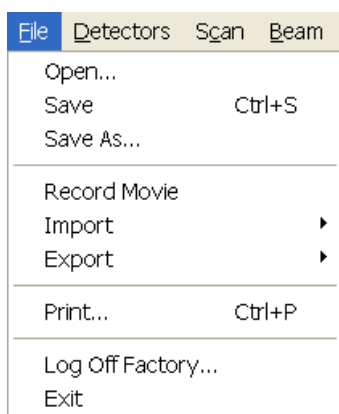 File Detectors Scan Beam
Open...
Save Ctrl+S
Save As...
Record Movie
Import
Export
Print... Ctrl+P
Log Off Factory...
Exit